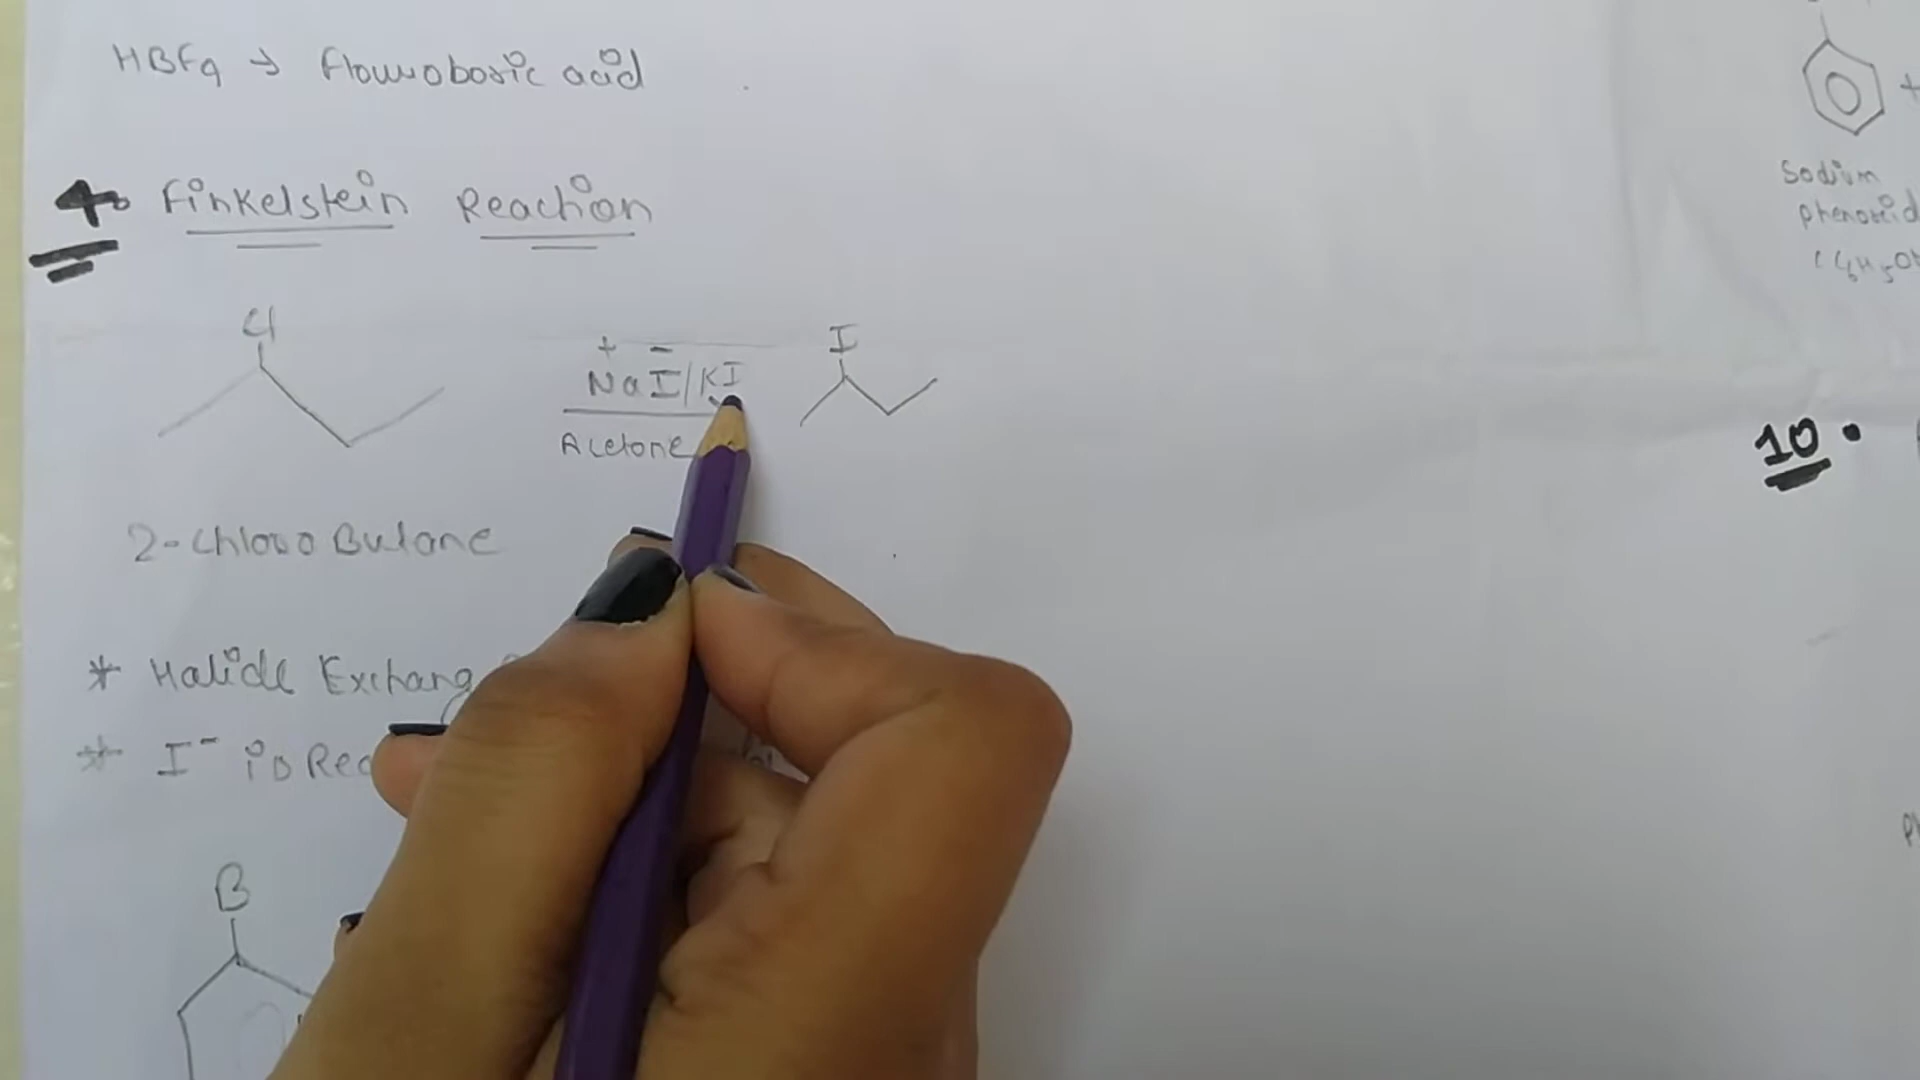 HBF4 → flouroboric acid
4. Finkelstein Reaction
Cl
+ -
NaI/KI
Acetone
I
2-chloro Butane
* Halide Exchang
* I⁻ is Rea
B
+
Sodium
phenoxid
(C6H5O
10.